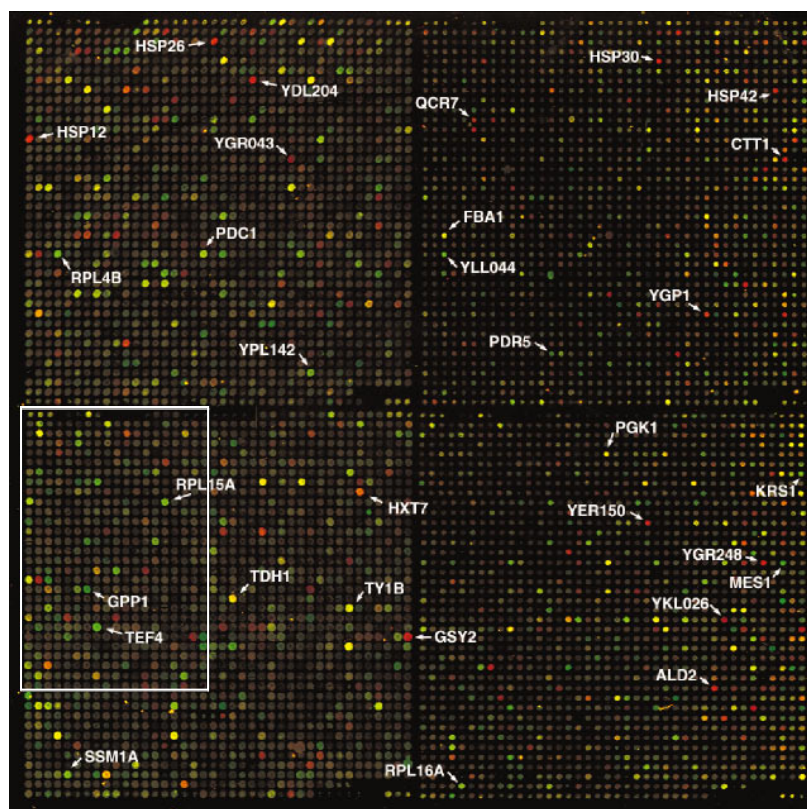 HSP26
HSP30
YDL204
HSP42
QCR7
HSP12
YGR043
CTT1
FBA1
PDC1
YLL044
RPL4B
YGP1
PDR5
YPL142
PGK1
RPL15A
KRS1
HXT7
YER150
YGR248
TDH1
MES1
TY1B
GPP1
YKL026
TEF4
GSY2
ALD2
SSM1A
RPL16A